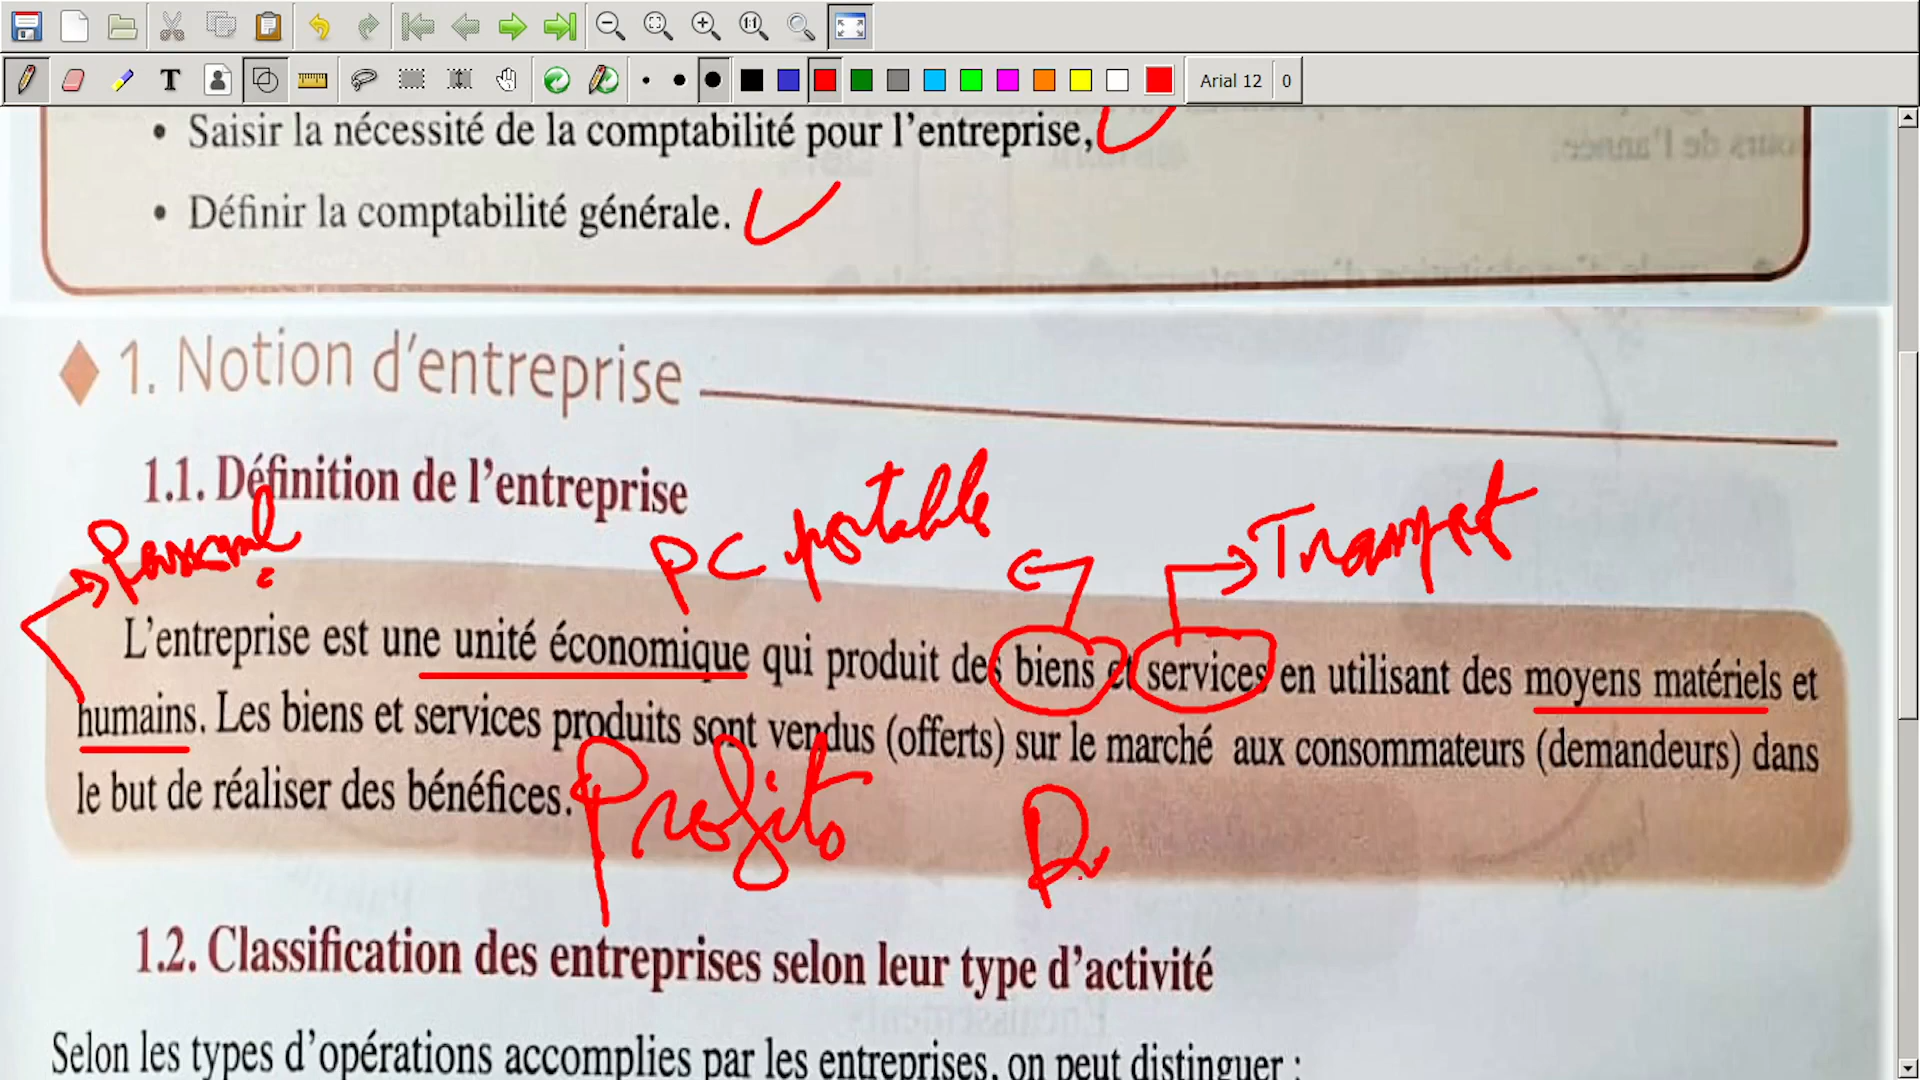 Arial 12 0
• Saisir la nécessité de la comptabilité pour l'entreprise,
• Définir la comptabilité générale.
1. Notion d'entreprise
1.1. Définition de l'entreprise
PC portable
Transport
Personnel
L'entreprise est une unité économique qui produit des biens et services en utilisant des moyens matériels et
humains. Les biens et services produits sont vendus (offerts) sur le marché aux consommateurs (demandeurs) dans
le but de réaliser des bénéfices.
Profits
1.2. Classification des entreprises selon leur type d'activité
Selon les types d'opérations accomplies par les entreprises, on peut distinguer :